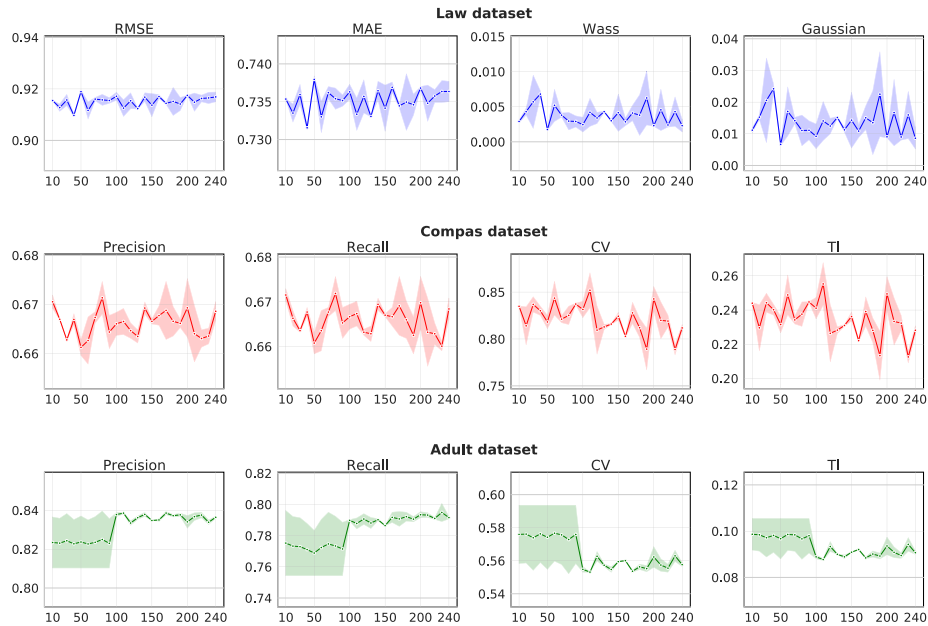 Law dataset
RMSE MAE Wass Gaussian
0.94 0.92 0.90
0.740 0.735 0.730
0.015 0.010 0.005 0.000
0.04 0.03 0.02 0.01 0.00
10 50 100 150 200 240 10 50 100 150 200 240 10 50 100 150 200 240 10 50 100 150 200 240
Compas dataset
Precision Recall CV TI
0.68 0.67 0.66
0.68 0.67 0.66
0.85 0.80 0.75
0.26 0.24 0.22 0.20
10 50 100 150 200 240 10 50 100 150 200 240 10 50 100 150 200 240 10 50 100 150 200 240
Adult dataset
Precision Recall CV TI
0.84 0.82 0.80
0.82 0.80 0.78 0.76 0.74
0.60 0.58 0.56 0.54
0.12 0.10 0.08
10 50 100 150 200 240 10 50 100 150 200 240 10 50 100 150 200 240 10 50 100 150 200 240